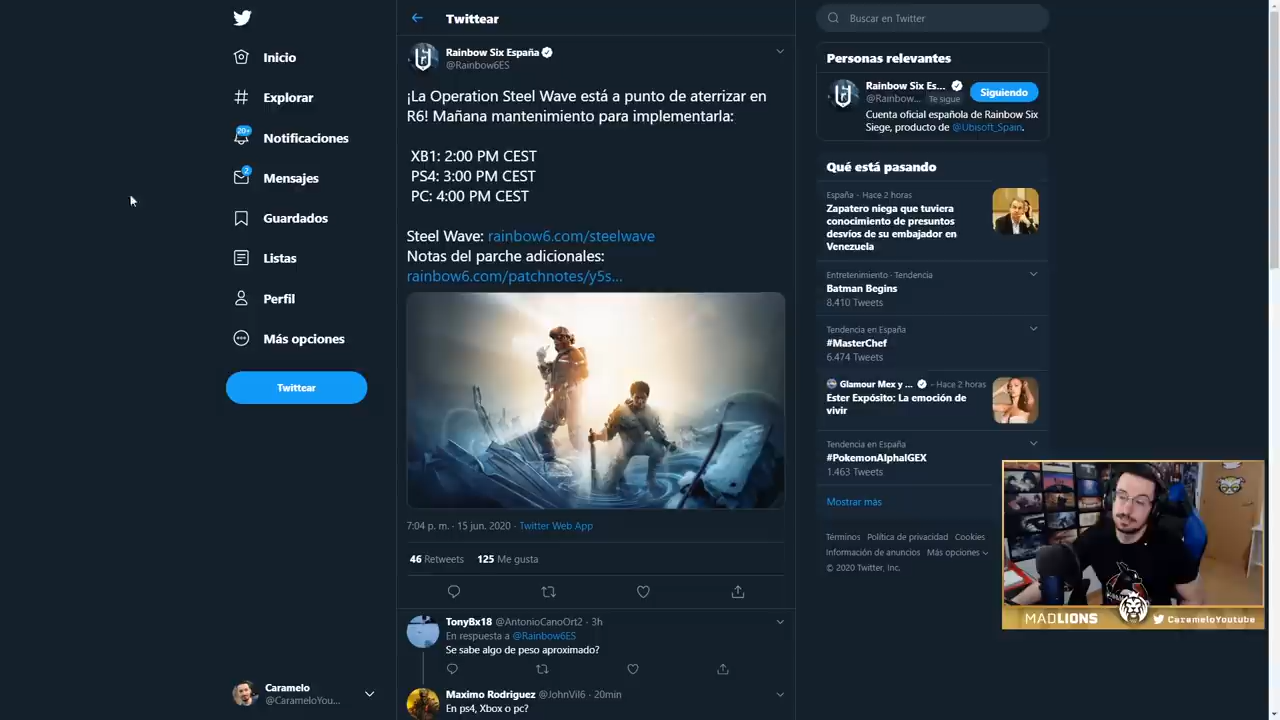 Inicio
Explorar
20+
Notificaciones
2
Mensajes
Guardados
Listas
Perfil
Más opciones
Twittear
Caramelo
@CarameloYou...
Twittear
Rainbow Six España
@Rainbow6ES
¡La Operation Steel Wave está a punto de aterrizar en
R6! Mañana mantenimiento para implementarla:
XB1: 2:00 PM CEST
PS4: 3:00 PM CEST
PC: 4:00 PM CEST
Steel Wave: rainbow6.com/steelwave
Notas del parche adicionales:
rainbow6.com/patchnotes/y5s...
7:04 p. m. · 15 jun. 2020 · Twitter Web App
46 Retweets 125 Me gusta
TonyBx18 @AntonioCanoOrt2 · 3h
En respuesta a @Rainbow6ES
Se sabe algo de peso aproximado?
Maximo Rodriguez @JohnVil6 · 20min
En ps4, Xbox o pc?
Buscar en Twitter
Personas relevantes
Rainbow Six Es...
@Rainbow... Te sigue
Siguiendo
Cuenta oficial española de Rainbow Six
Siege, producto de @Ubisoft_Spain.
Qué está pasando
España · Hace 2 horas
Zapatero niega que tuviera
conocimiento de presuntos
desvíos de su embajador en
Venezuela
Entretenimiento · Tendencia
Batman Begins
8.410 Tweets
Tendencia en España
#MasterChef
6.474 Tweets
Glamour Mex y ... · Hace 2 horas
Ester Expósito: La emoción de
vivir
Tendencia en España
#PokemonAlphalGEX
1.463 Tweets
Mostrar más
Términos Política de privacidad Cookies
Información de anuncios Más opciones
© 2020 Twitter, Inc.
MADLIONS
CarameloYoutube